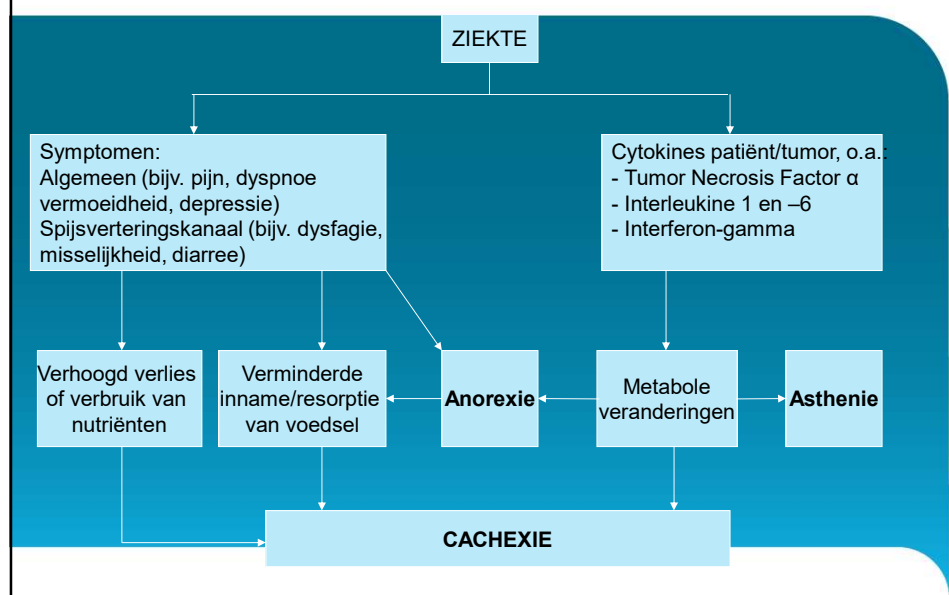 ZIEKTE
Symptomen:
Algemeen (bijv. pijn, dyspnoe
vermoeidheid, depressie)
Spijsverteringskanaal (bijv. dysfagie,
misselijkheid, diarree)
Cytokines patiënt/tumor, o.a.:
- Tumor Necrosis Factor α
- Interleukine 1 en –6
- Interferon-gamma
Verhoogd verlies
of verbruik van
nutriënten
Verminderde
inname/resorptie
van voedsel
Anorexie
Metabole
veranderingen
Asthenie
CACHEXIE